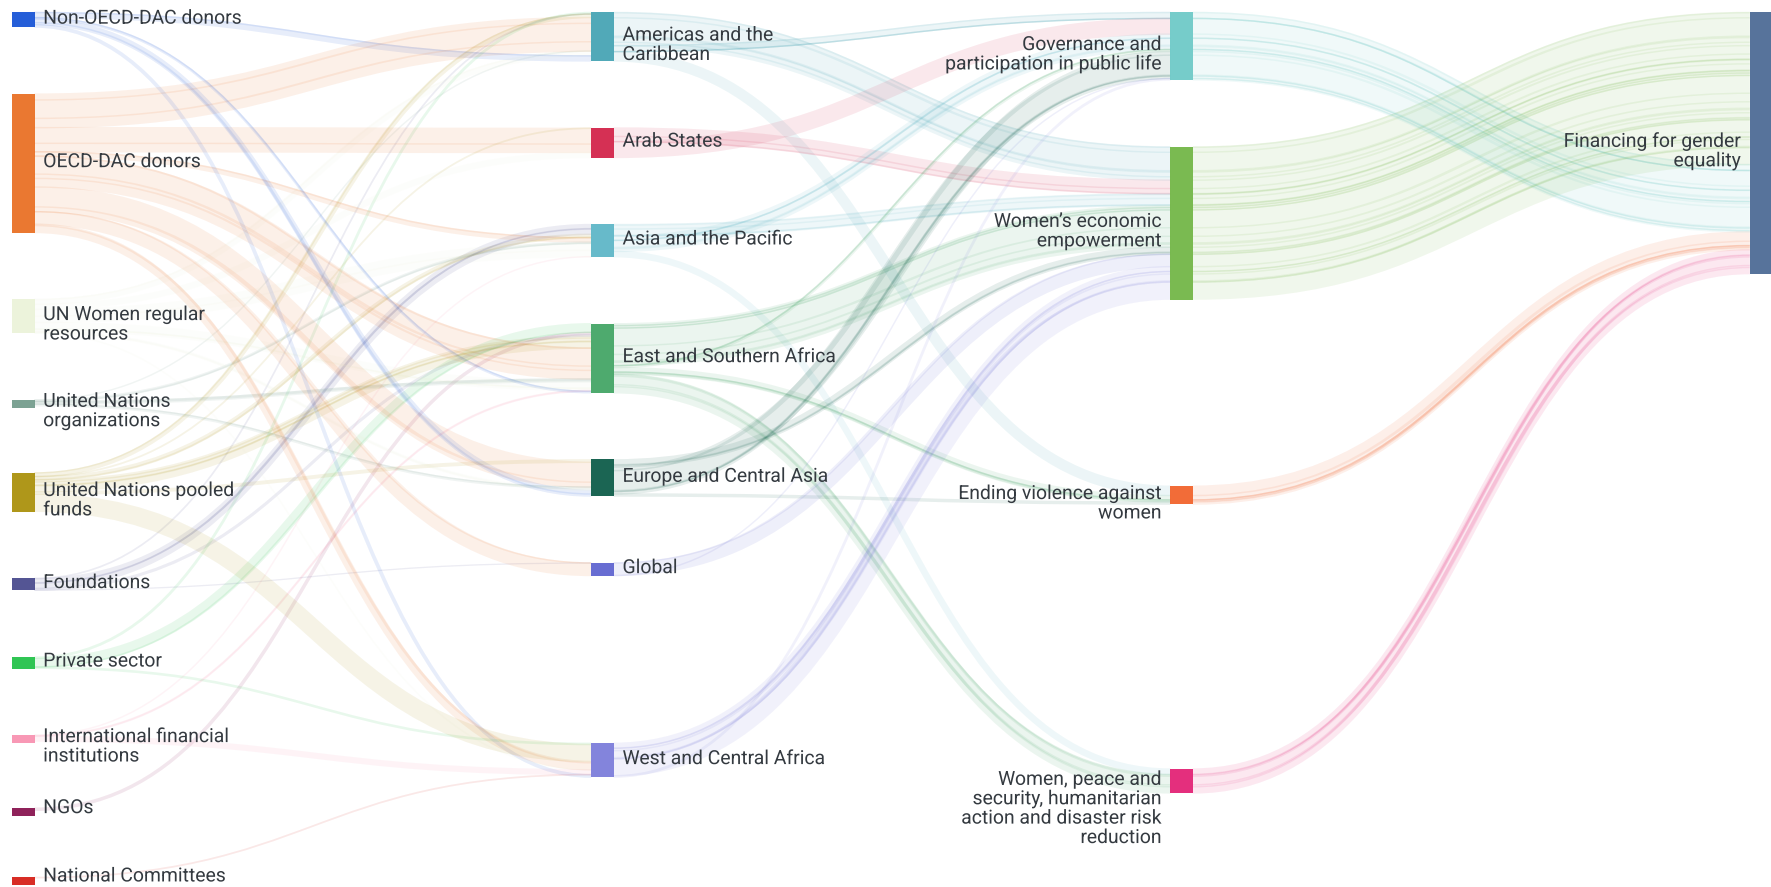 Non-OECD-DAC donors
OECD-DAC donors
UN Women regular
resources
United Nations
organizations
United Nations pooled
funds
Foundations
Private sector
International financial
institutions
NGOs
National Committees
Americas and the
Caribbean
Arab States
Asia and the Pacific
East and Southern Africa
Europe and Central Asia
Global
West and Central Africa
Governance and
participation in public life
Women’s economic
empowerment
Ending violence against
women
Women, peace and
security, humanitarian
action and disaster risk
reduction
Financing for gender
equality